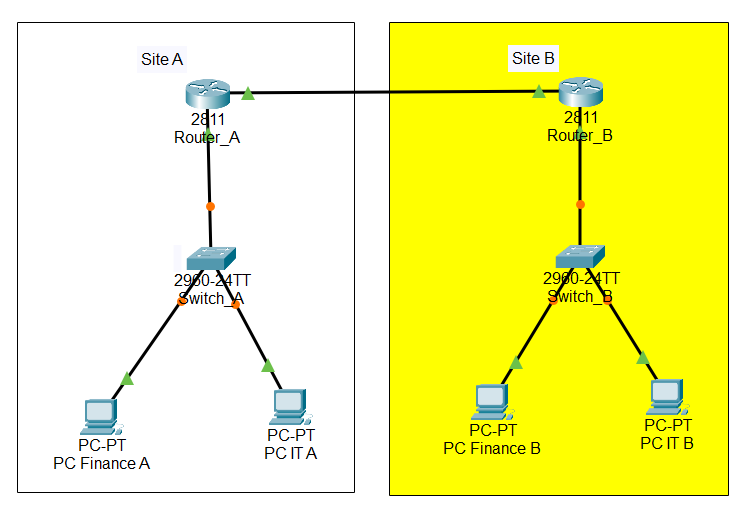 Site A
Site B
2811
Router_A
2811
Router_B
2960-24TT
Switch_A
2960-24TT
Switch_B
PC-PT
PC Finance A
PC-PT
PC IT A
PC-PT
PC Finance B
PC-PT
PC IT B